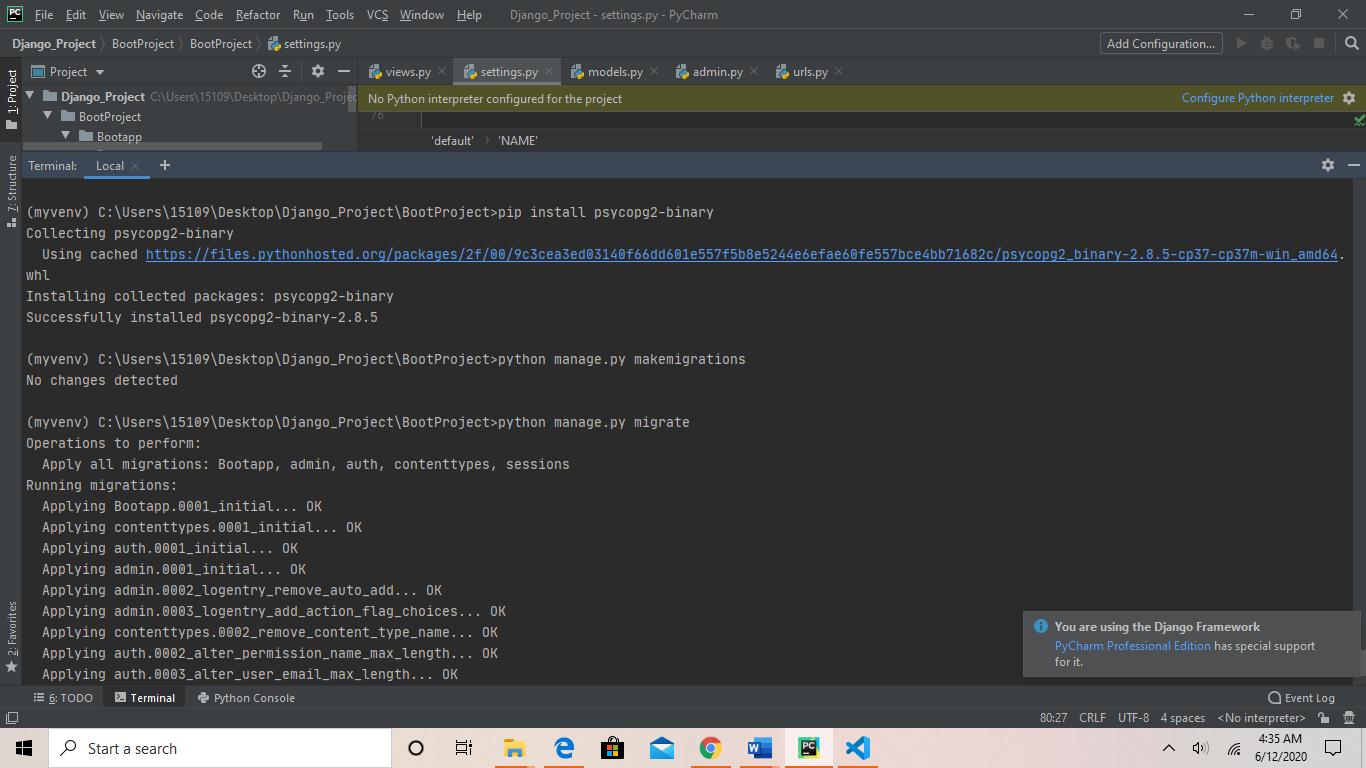 PC File Edit View Navigate Code Refactor Run Tools VCS Window Help Django_Project - settings.py - PyCharm
Django_Project BootProject BootProject settings.py Add Configuration...
Project views.py settings.py models.py admin.py urls.py
1: Project
Django_Project C:\Users\15109\Desktop\Django_Projec
No Python interpreter configured for the project Configure Python interpreter
BootProject
76
Bootapp
'default' 'NAME'
Terminal: Local +
7: Structure
(myvenv) C:\Users\15109\Desktop\Django_Project\BootProject>pip install psycopg2-binary
Collecting psycopg2-binary
Using cached https://files.pythonhosted.org/packages/2f/00/9c3cea3ed03140f66dd601e557f5b8e5244e6efae60fe557bce4bb71682c/psycopg2_binary-2.8.5-cp37-cp37m-win_amd64.
whl
Installing collected packages: psycopg2-binary
Successfully installed psycopg2-binary-2.8.5
(myvenv) C:\Users\15109\Desktop\Django_Project\BootProject>python manage.py makemigrations
No changes detected
(myvenv) C:\Users\15109\Desktop\Django_Project\BootProject>python manage.py migrate
Operations to perform:
Apply all migrations: Bootapp, admin, auth, contenttypes, sessions
Running migrations:
Applying Bootapp.0001_initial... OK
Applying contenttypes.0001_initial... OK
Applying auth.0001_initial... OK
Applying admin.0001_initial... OK
Applying admin.0002_logentry_remove_auto_add... OK
Applying admin.0003_logentry_add_action_flag_choices... OK
Applying contenttypes.0002_remove_content_type_name... OK
Applying auth.0002_alter_permission_name_max_length... OK
Applying auth.0003_alter_user_email_max_length... OK
2: Favorites
You are using the Django Framework
PyCharm Professional Edition has special support
for it.
6: TODO Terminal Python Console Event Log
80:27 CRLF UTF-8 4 spaces <No interpreter>
Start a search
4:35 AM
6/12/2020